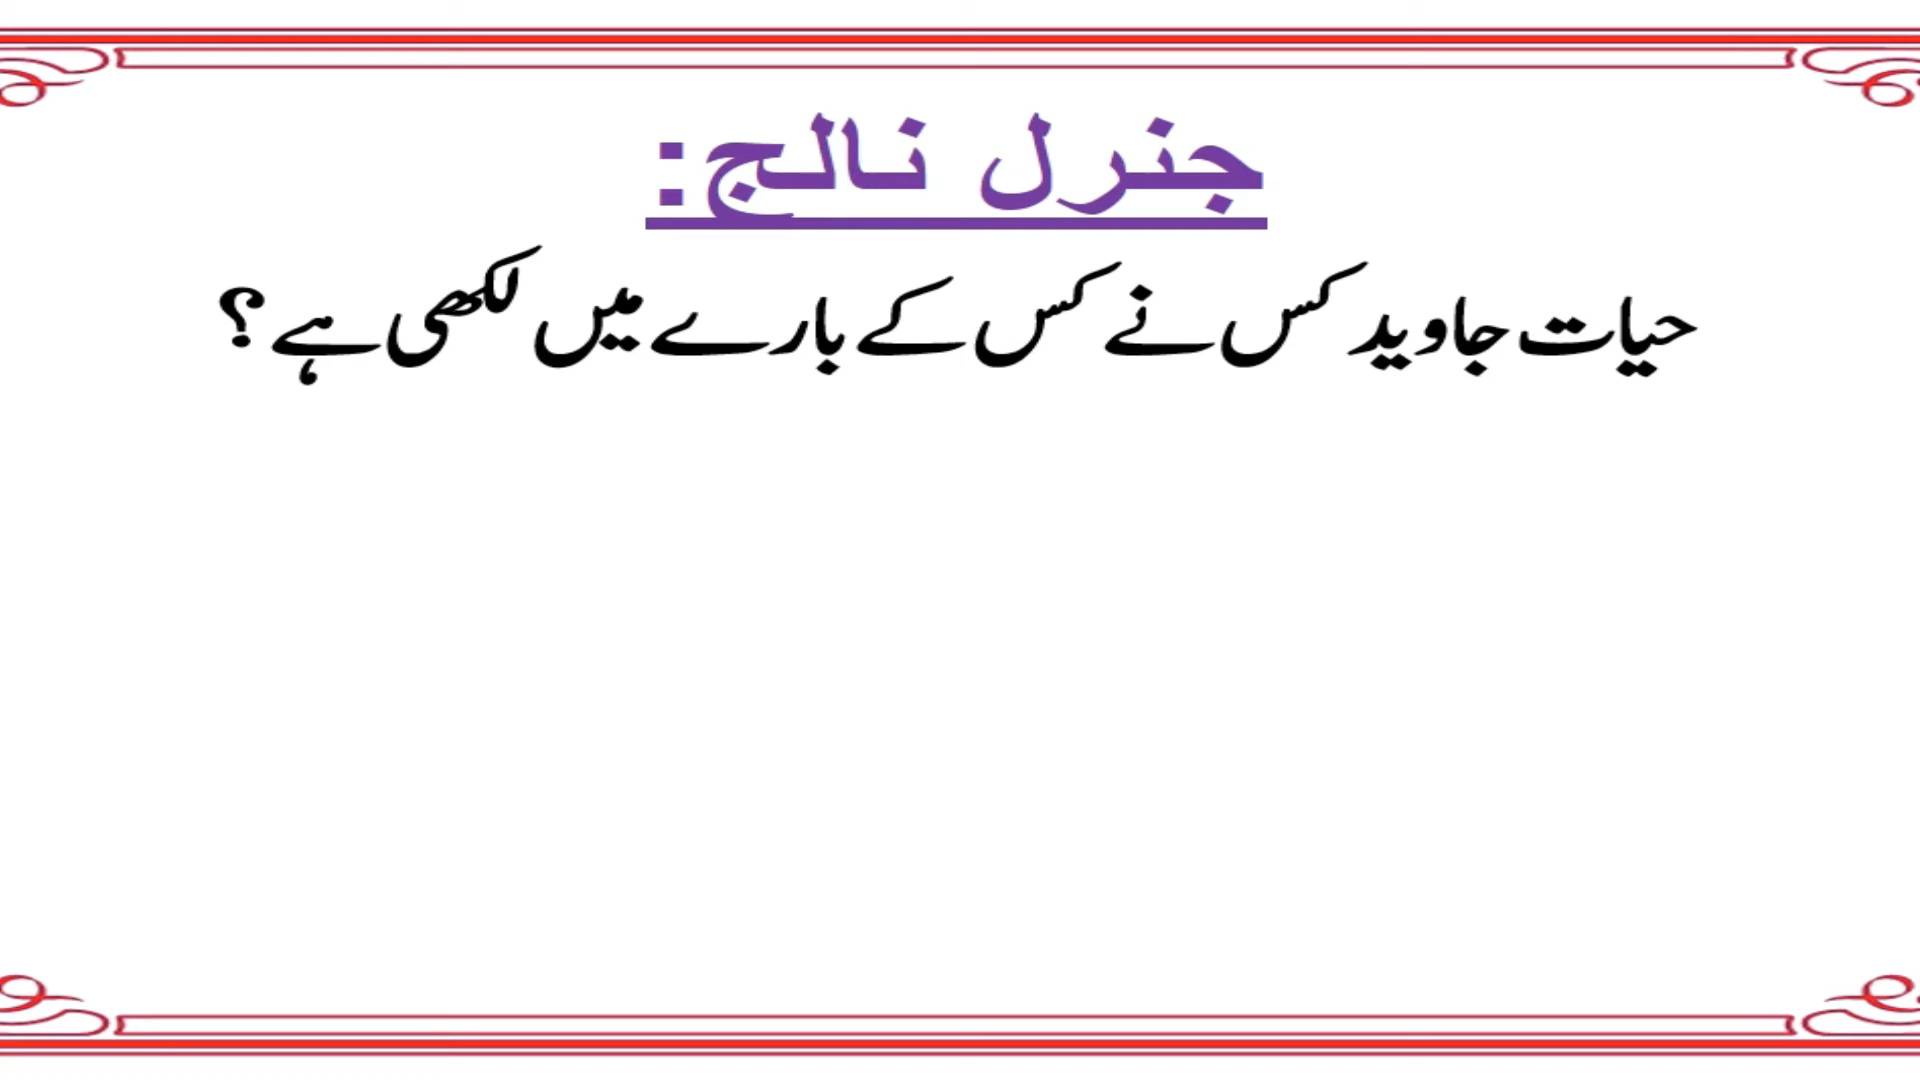 جنرل نالج:
حیات جاوید کس نے کس کے بارے میں لکھی ہے؟